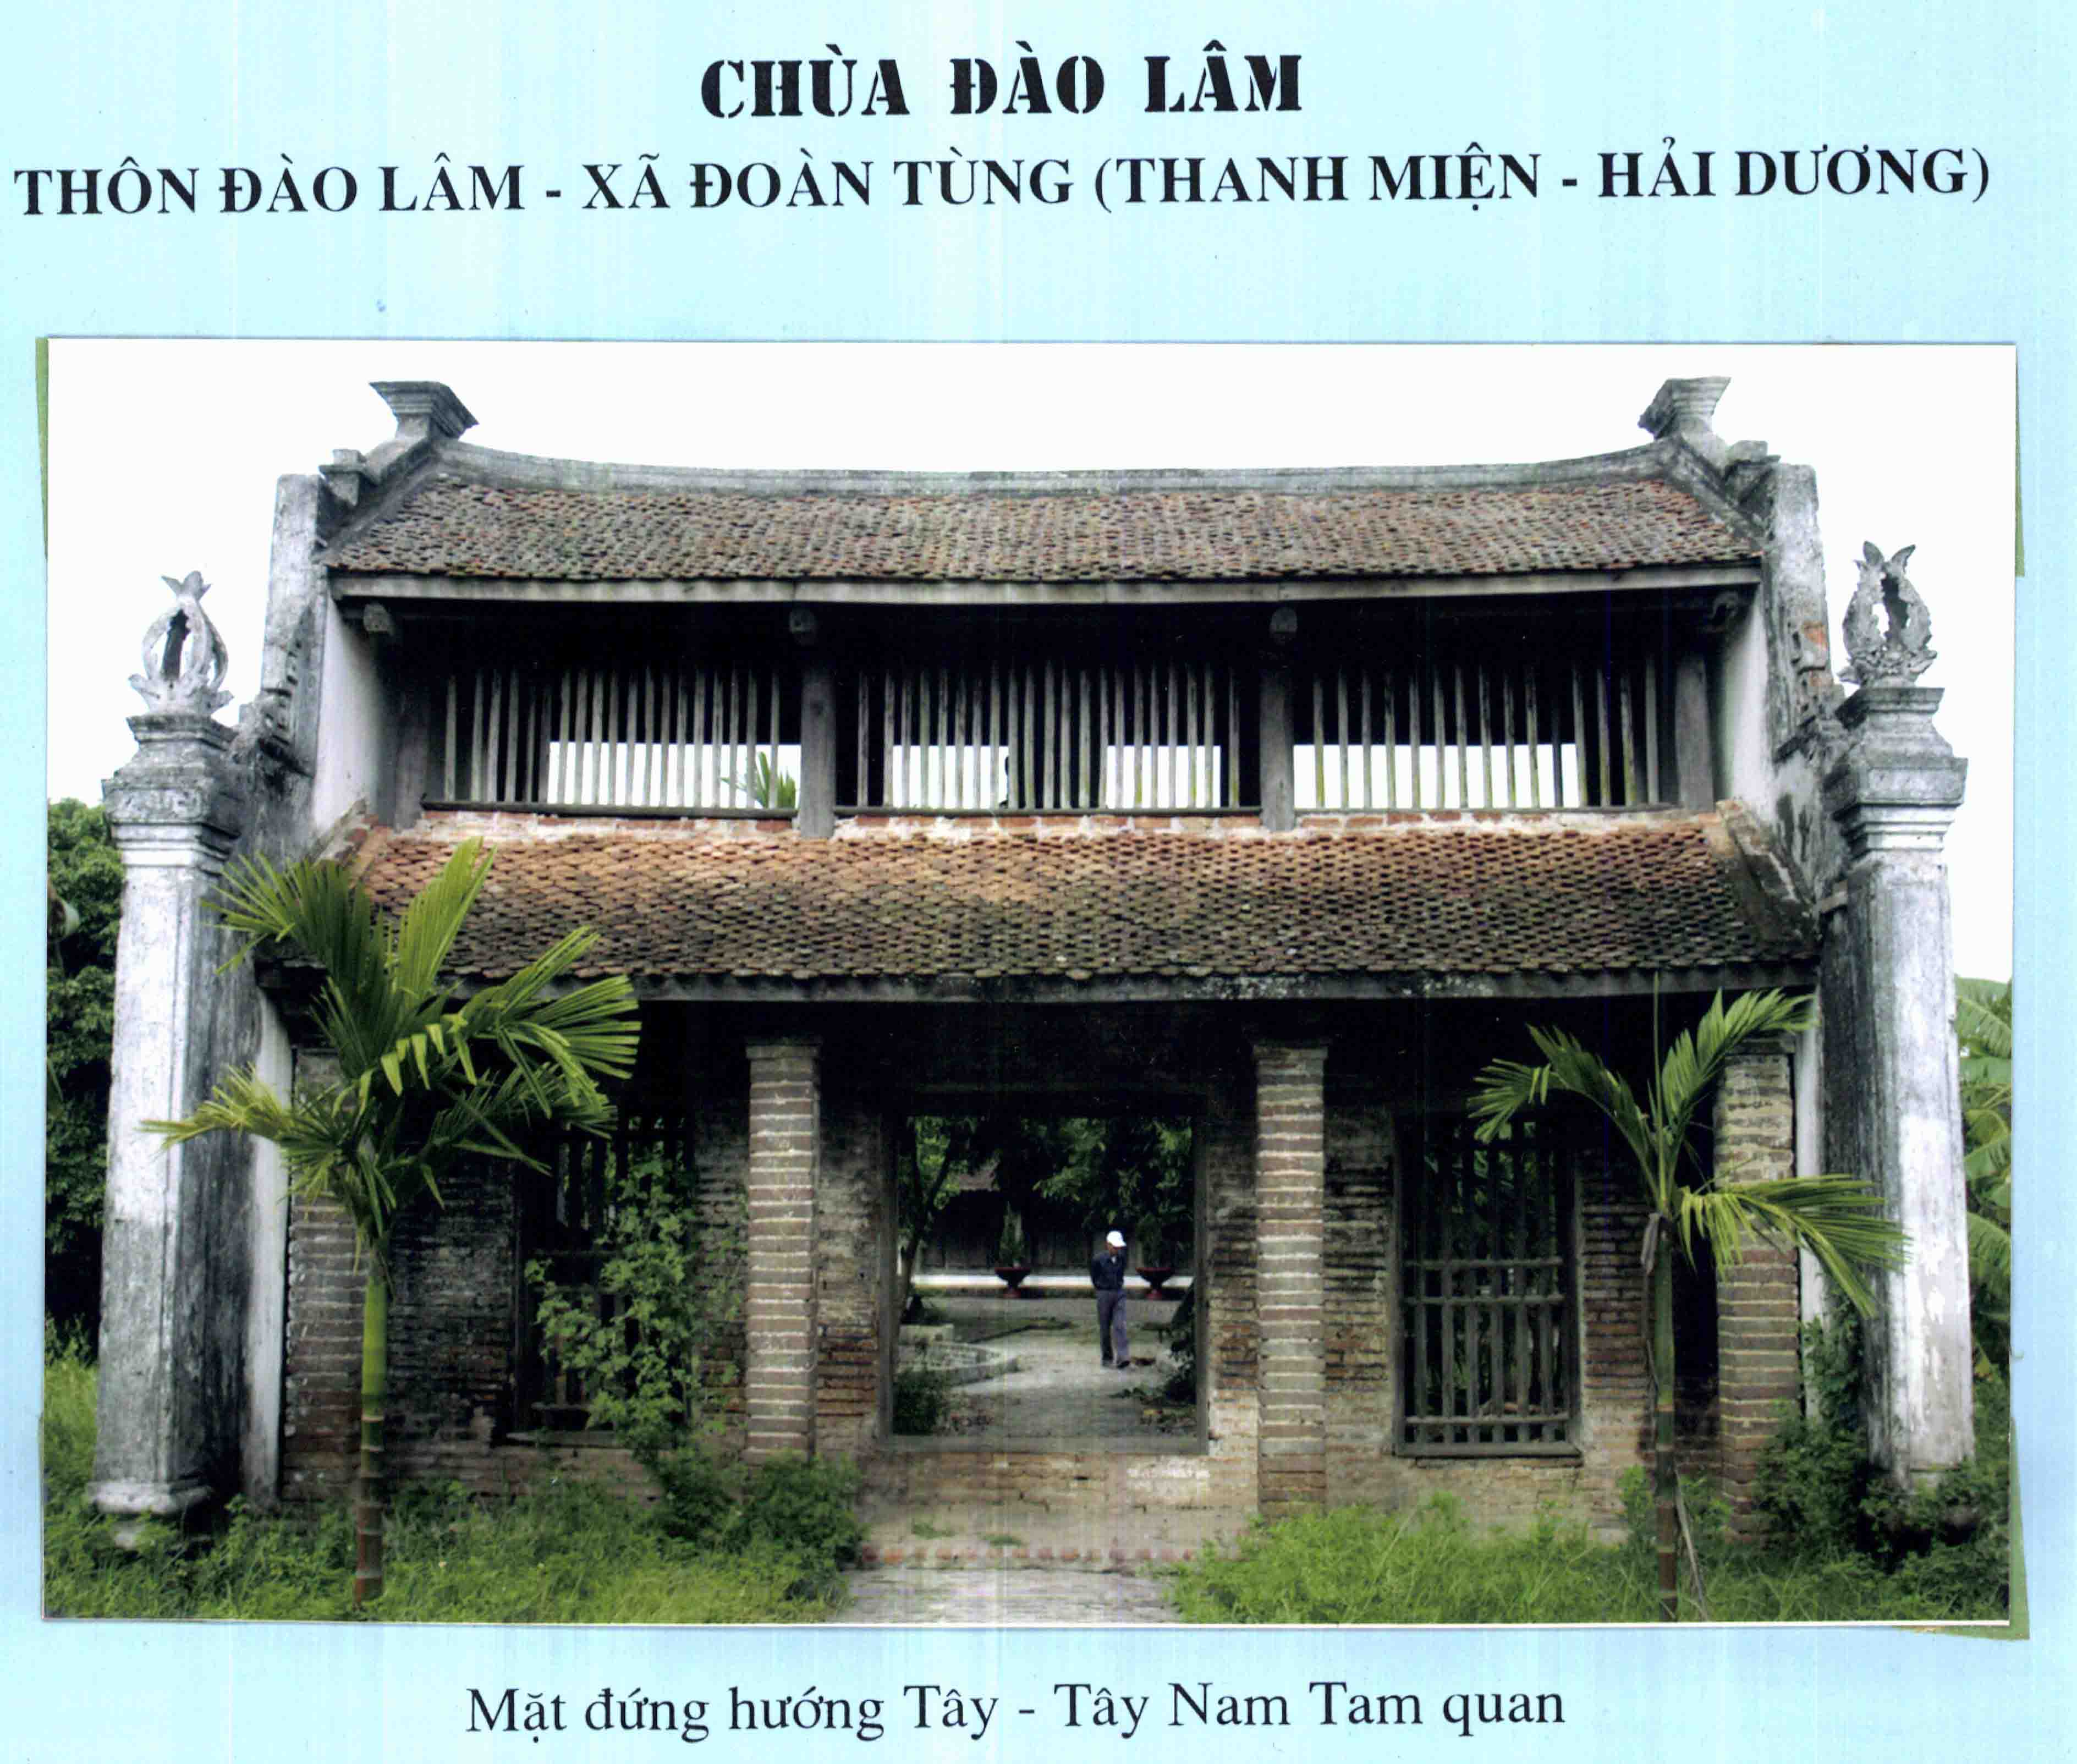 CHÙA ĐÀO LÂM
THÔN ĐÀO LÂM - XÃ ĐOÀN TÙNG (THANH MIỆN - HẢI DƯƠNG)
Mặt đứng hướng Tây - Tây Nam Tam quan